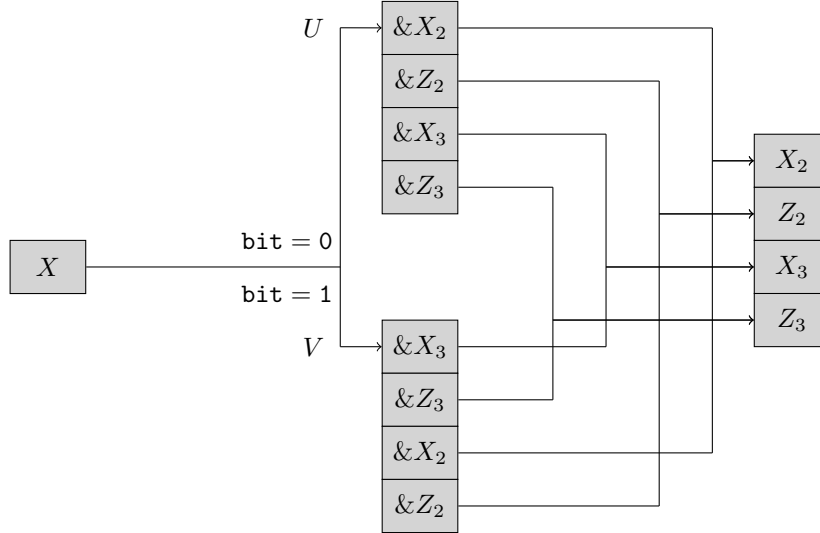 U
&X₂
&Z₂
&X₃
&Z₃
X
bit = 0
bit = 1
V
&X₃
&Z₃
&X₂
&Z₂
X₂
Z₂
X₃
Z₃